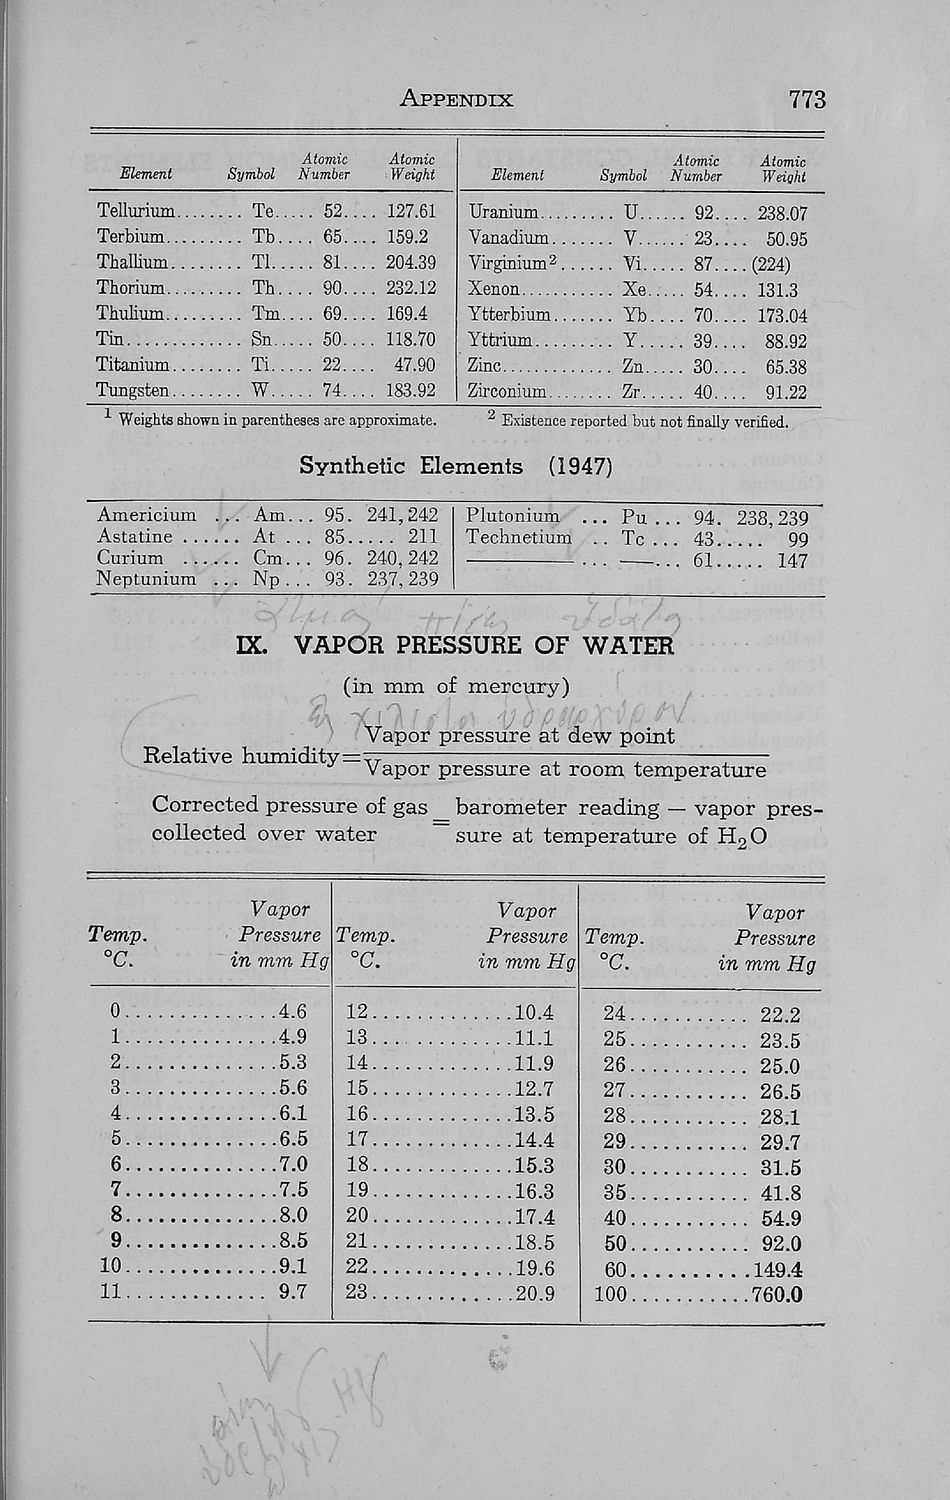 APPENDIX 773
Element Symbol Atomic Number Atomic Weight Element Symbol Atomic Number Atomic Weight
Tellurium........ Te..... 52.... 127.61 Uranium......... U...... 92.... 238.07
Terbium......... Tb.... 65.... 159.2 Vanadium....... V...... 23.... 50.95
Thallium........ Tl..... 81.... 204.39 Virginium²...... Vi..... 87....(224)
Thorium......... Th.... 90.... 232.12 Xenon........... Xe..... 54.... 131.3
Thulium......... Tm.... 69.... 169.4 Ytterbium....... Yb.... 70.... 173.04
Tin............. Sn..... 50.... 118.70 Yttrium......... Y..... 39.... 88.92
Titanium........ Ti..... 22.... 47.90 Zinc............ Zn..... 30.... 65.38
Tungsten........ W..... 74.... 183.92 Zirconium........ Zr..... 40.... 91.22
¹ Weights shown in parentheses are approximate. ² Existence reported but not finally verified.
Synthetic Elements (1947)
Americium ... Am... 95. 241,242 Plutonium ... Pu... 94. 238,239
Astatine ...... At ... 85..... 211 Technetium .. Tc ... 43..... 99
Curium ...... Cm... 96. 240,242 ——— ... —... 61..... 147
Neptunium ... Np... 93. 237,239
IX. VAPOR PRESSURE OF WATER
(in mm of mercury)
Vapor pressure at dew point
Relative humidity=
Vapor pressure at room temperature
Corrected pressure of gas = barometer reading — vapor pres-
collected over water sure at temperature of H₂O
Temp. °C. Vapor Pressure in mm Hg Temp. °C. Vapor Pressure in mm Hg Temp. °C. Vapor Pressure in mm Hg
0..............4.6 12.............10.4 24........... 22.2
1..............4.9 13.............11.1 25........... 23.5
2..............5.3 14.............11.9 26........... 25.0
3..............5.6 15.............12.7 27........... 26.5
4..............6.1 16.............13.5 28........... 28.1
5..............6.5 17.............14.4 29........... 29.7
6..............7.0 18.............15.3 30........... 31.5
7..............7.5 19.............16.3 35........... 41.8
8..............8.0 20.............17.4 40........... 54.9
9..............8.5 21.............18.5 50........... 92.0
10..............9.1 22.............19.6 60...........149.4
11............. 9.7 23.............20.9 100...........760.0